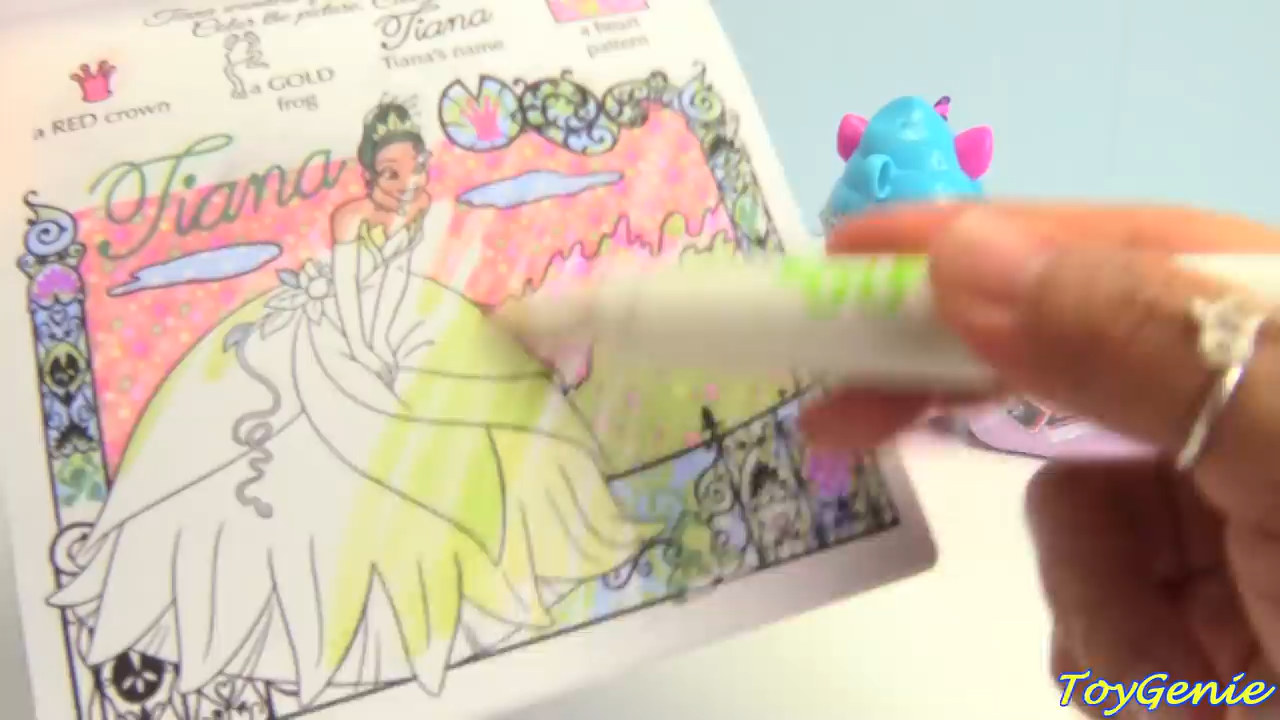 Color the picture.
Tiana
Tiana's name
a heart
pattern
a RED crown
a GOLD
frog
Tiana
ToyGenie